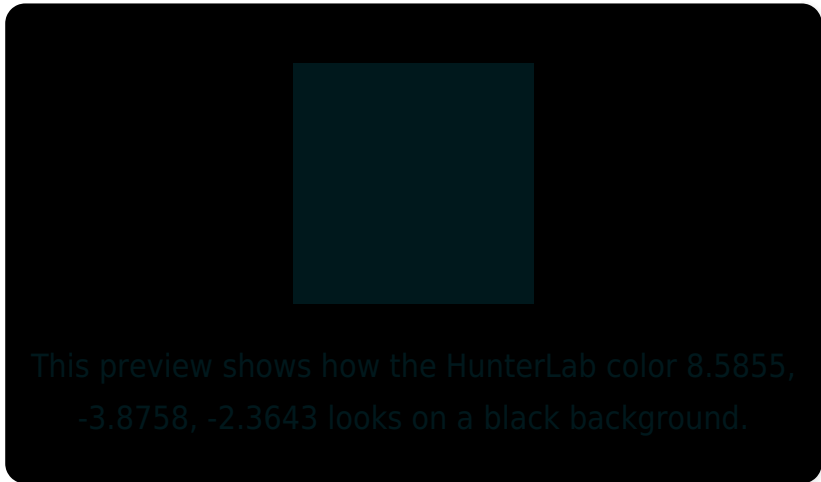 This preview shows how the HunterLab color 8.5855,
-3.8758, -2.3643 looks on a black background.